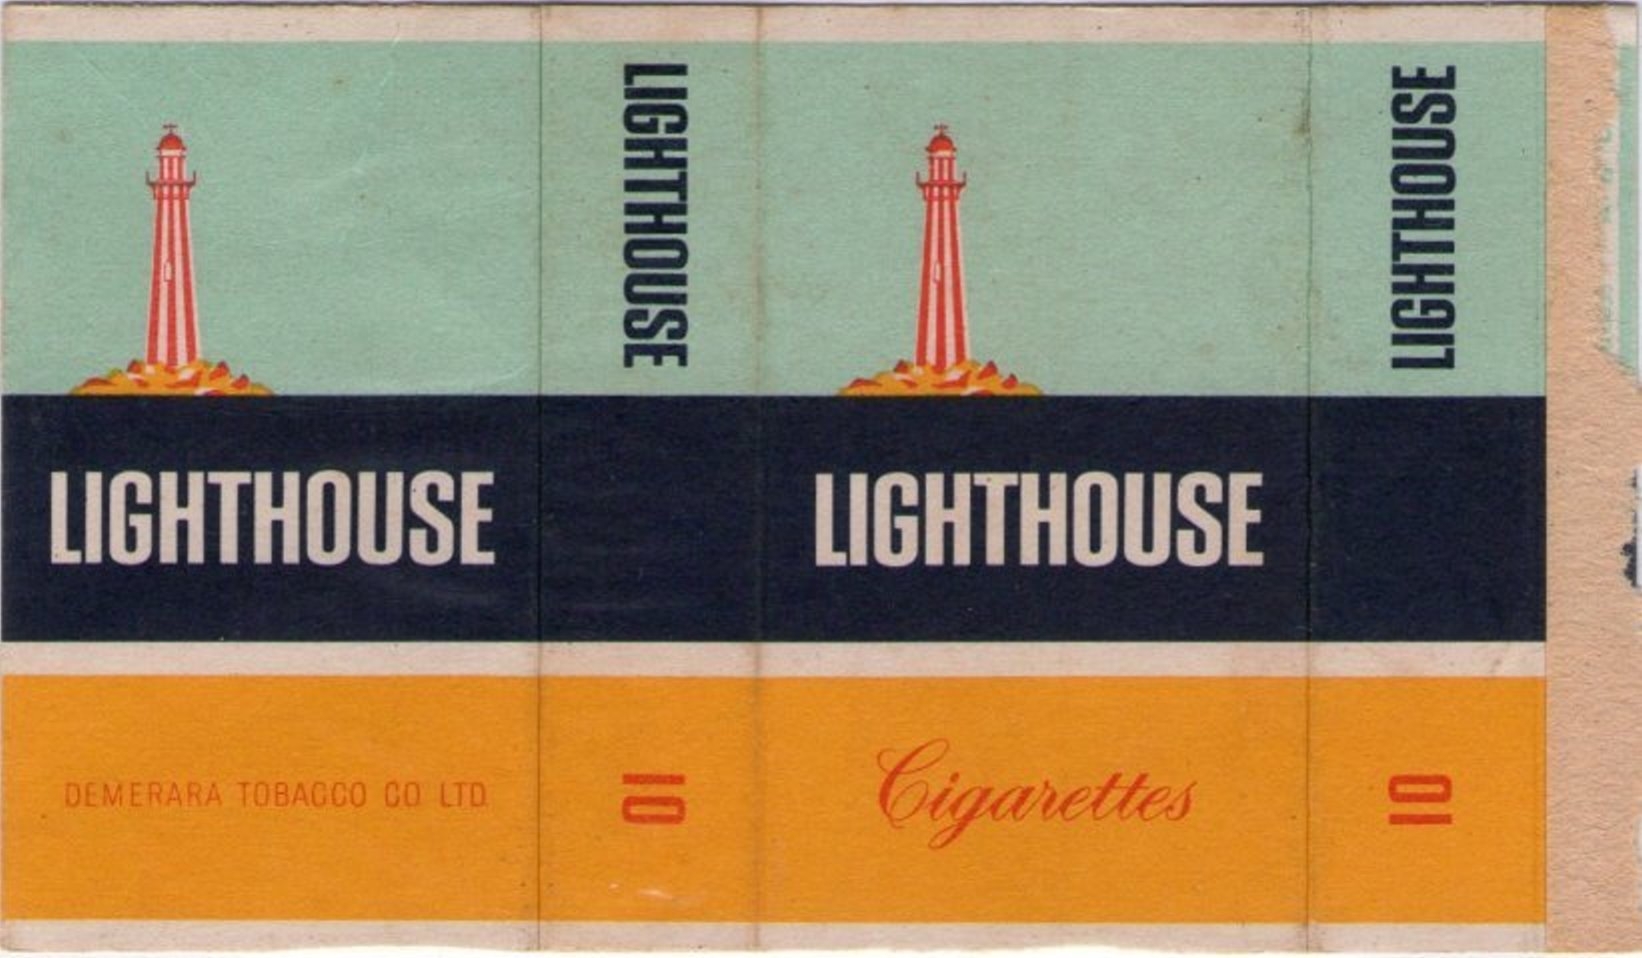 LIGHTHOUSE
DEMERARA TOBACCO CO LTD
LIGHTHOUSE
10
LIGHTHOUSE
Cigarettes
LIGHTHOUSE
10